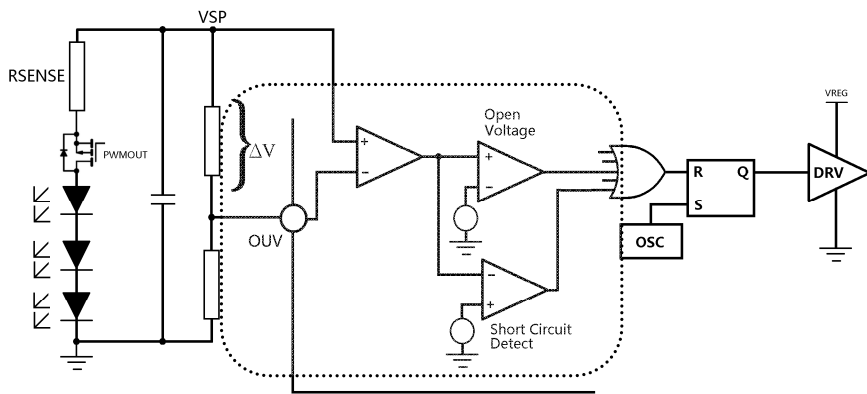 VSP
RSENSE
PWMOUT
ΔV
OUV
+
−
Open
Voltage
+
−
−
+
Short Circuit
Detect
R
Q
S
OSC
VREG
DRV